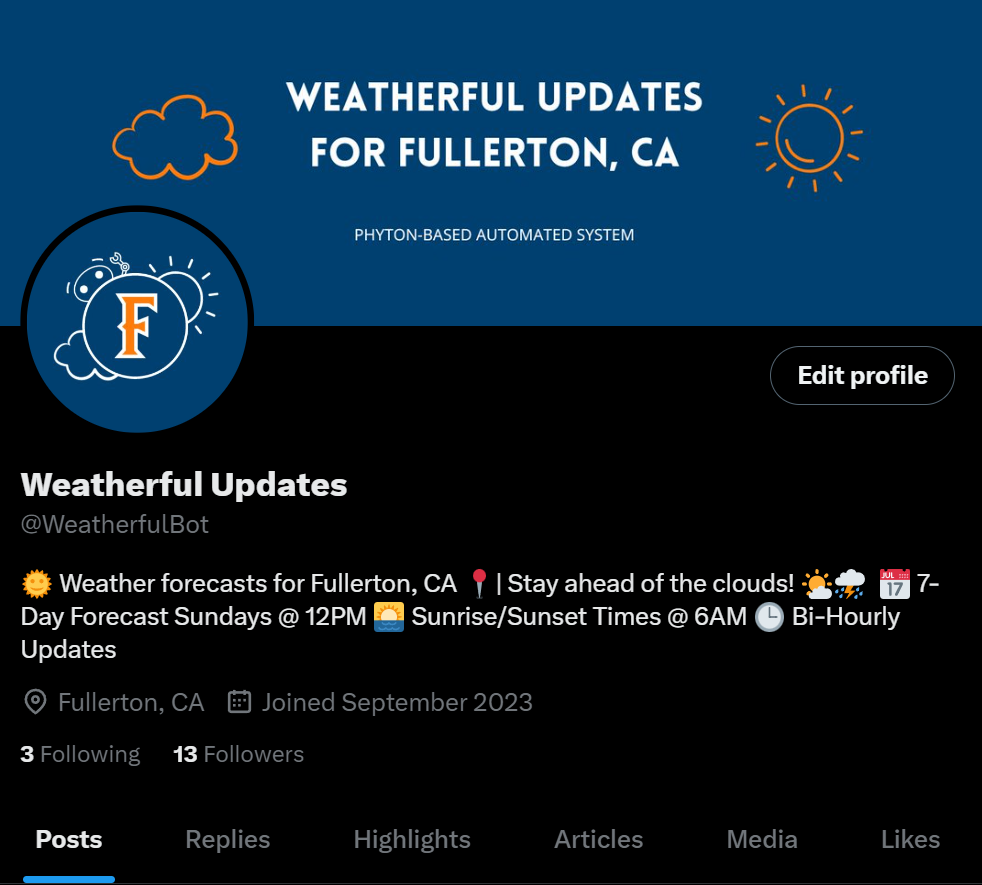 WEATHERFUL UPDATES
FOR FULLERTON, CA
PHYTON-BASED AUTOMATED SYSTEM
F
Edit profile
Weatherful Updates
@WeatherfulBot
🌞 Weather forecasts for Fullerton, CA 📍 | Stay ahead of the clouds! 🌤️⛈️ 📅 7-
Day Forecast Sundays @ 12PM 🌅 Sunrise/Sunset Times @ 6AM 🕒 Bi-Hourly
Updates
Fullerton, CA Joined September 2023
3 Following 13 Followers
Posts Replies Highlights Articles Media Likes